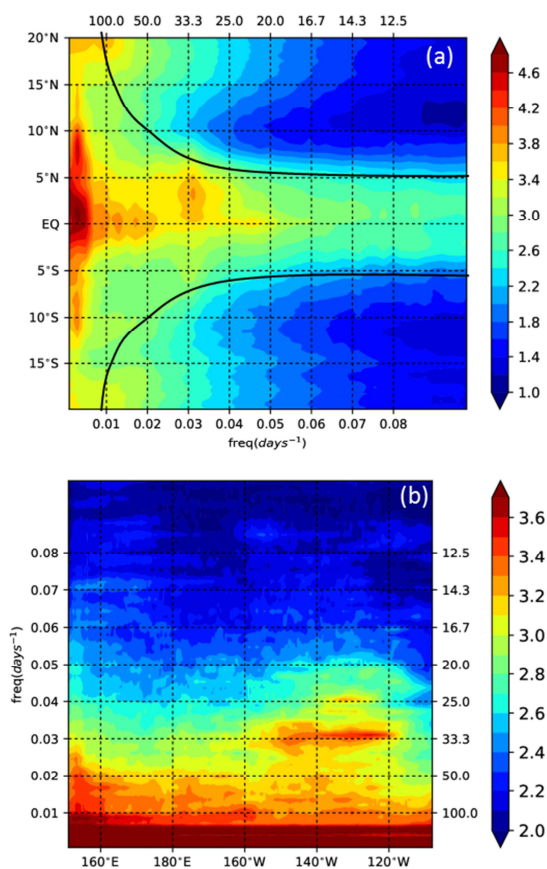 100.0 50.0 33.3 25.0 20.0 16.7 14.3 12.5
(a)
20°N
15°N
10°N
5°N
EQ
5°S
10°S
15°S
0.01 0.02 0.03 0.04 0.05 0.06 0.07 0.08
freq(days⁻¹)
4.6
4.2
3.8
3.4
3.0
2.6
2.2
1.8
1.4
1.0
(b)
freq(days⁻¹)
0.08
0.07
0.06
0.05
0.04
0.03
0.02
0.01
12.5
14.3
16.7
20.0
25.0
33.3
50.0
100.0
160°E 180°E 160°W 140°W 120°W
3.6
3.4
3.2
3.0
2.8
2.6
2.4
2.2
2.0